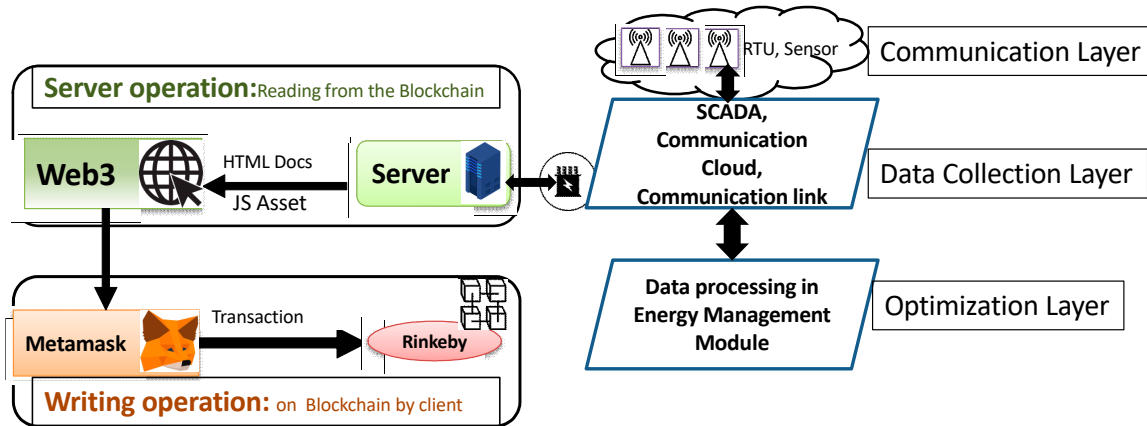 Server operation:Reading from the Blockchain
Web3
HTML Docs
JS Asset
Server
Metamask
Transaction
Rinkeby
Writing operation: on Blockchain by client
RTU, Sensor
Communication Layer
SCADA,
Communication
Cloud,
Communication link
Data Collection Layer
Data processing in
Energy Management
Module
Optimization Layer